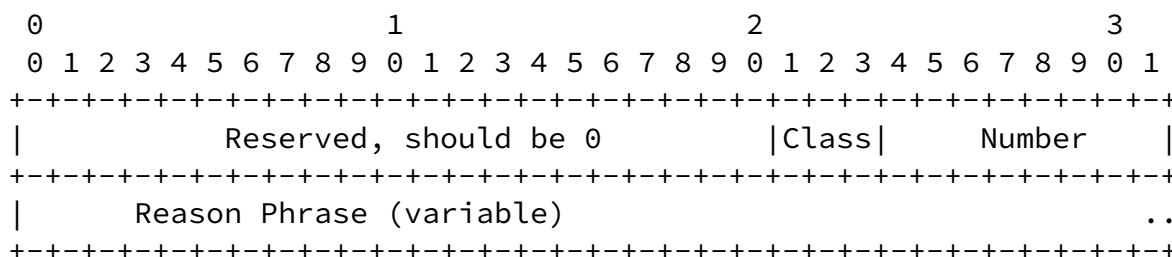 0                   1                   2                   3
 0 1 2 3 4 5 6 7 8 9 0 1 2 3 4 5 6 7 8 9 0 1 2 3 4 5 6 7 8 9 0 1
+-+-+-+-+-+-+-+-+-+-+-+-+-+-+-+-+-+-+-+-+-+-+-+-+-+-+-+-+-+-+-+-+
|           Reserved, should be 0         |Class|     Number    |
+-+-+-+-+-+-+-+-+-+-+-+-+-+-+-+-+-+-+-+-+-+-+-+-+-+-+-+-+-+-+-+-+
|      Reason Phrase (variable)                                ..
+-+-+-+-+-+-+-+-+-+-+-+-+-+-+-+-+-+-+-+-+-+-+-+-+-+-+-+-+-+-+-+-+